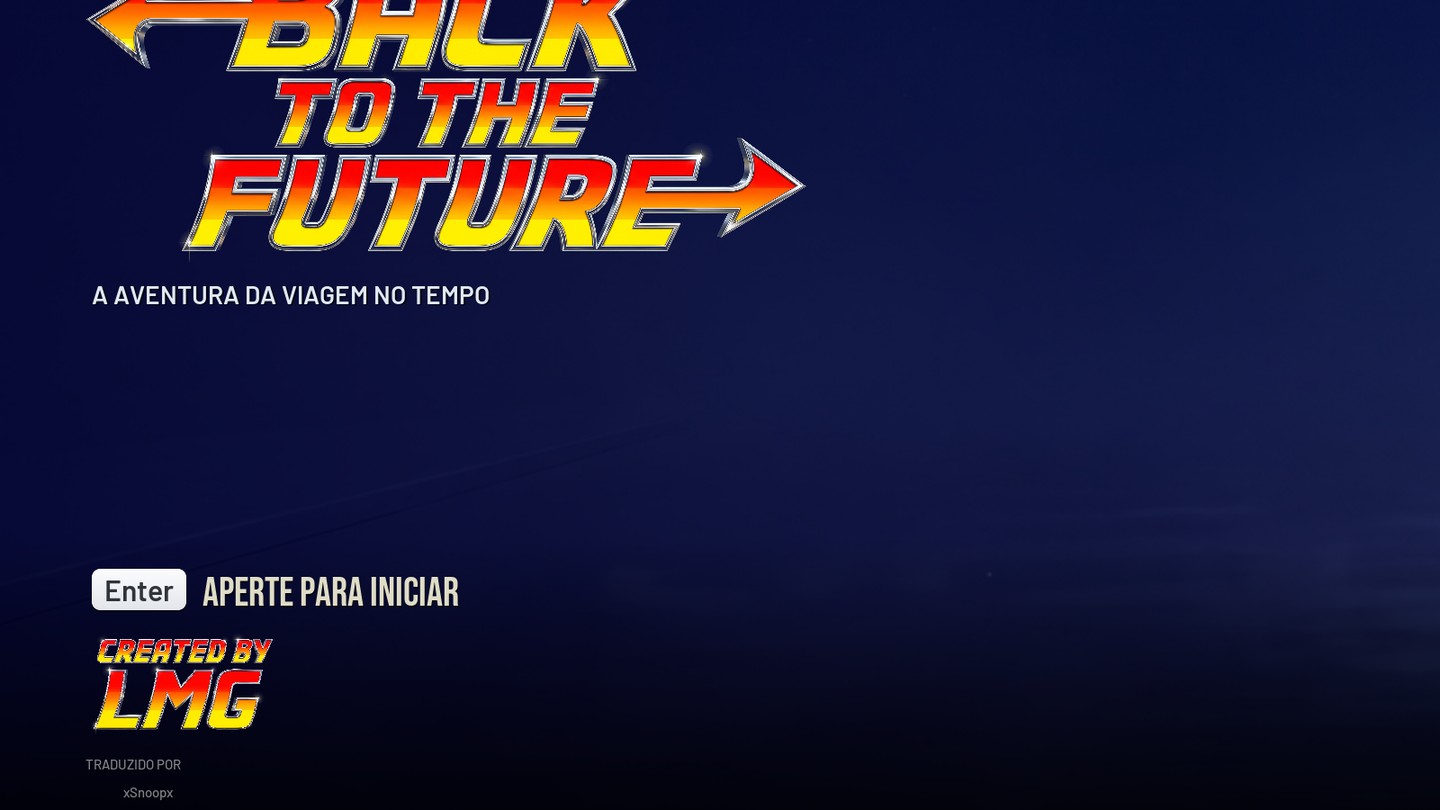 BACK
TO THE
FUTURE
A AVENTURA DA VIAGEM NO TEMPO
Enter APERTE PARA INICIAR
CREATED BY
LMG
TRADUZIDO POR
xSnoopx